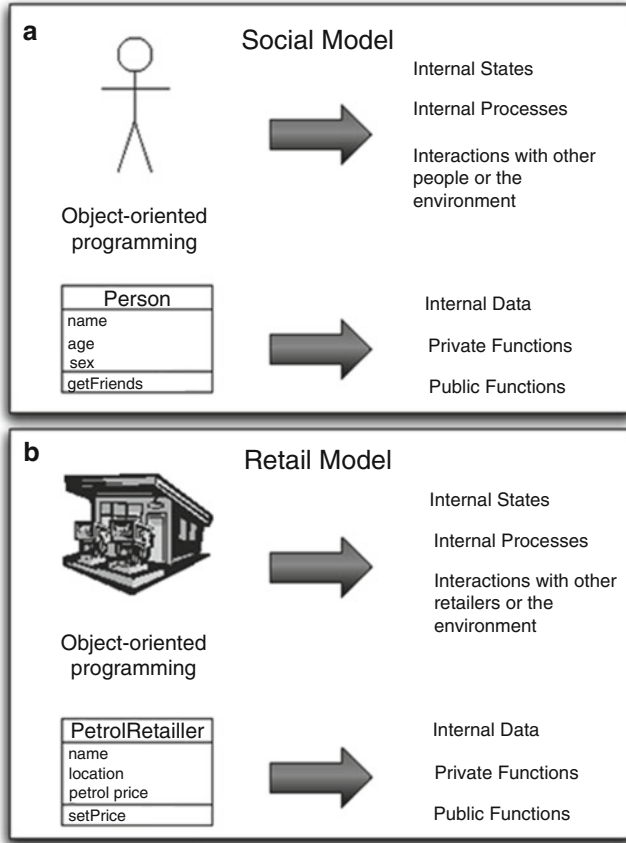 a
Social Model
Internal States
Internal Processes
Interactions with other
people or the
environment
Object-oriented
programming
Person
name
age
sex
getFriends
Internal Data
Private Functions
Public Functions
b
Retail Model
Internal States
Internal Processes
Interactions with other
retailers or the
environment
Object-oriented
programming
PetrolRetailler
name
location
petrol price
setPrice
Internal Data
Private Functions
Public Functions